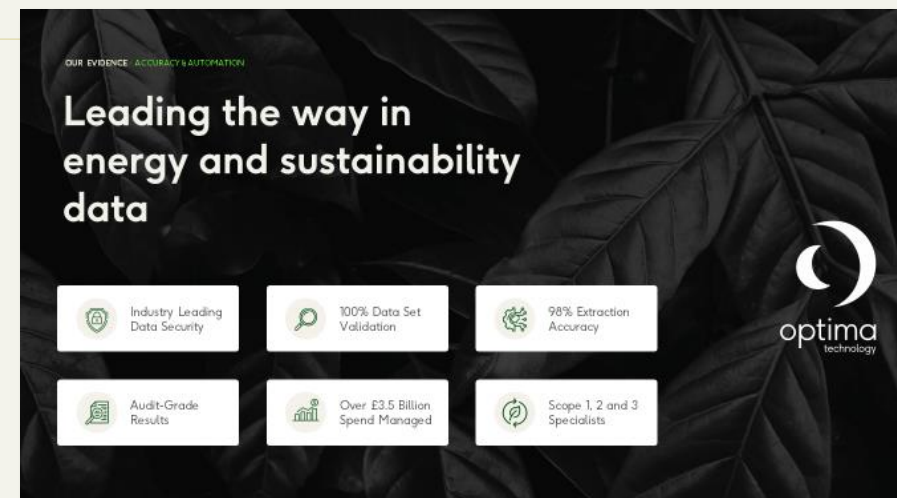 OUR EVIDENCE ACCURACY & AUTOMATION
Leading the way in
energy and sustainability
data
Industry Leading
Data Security
100% Data Set
Validation
98% Extraction
Accuracy
optima
technology
Audit-Grade
Results
Over £3.5 Billion
Spend Managed
Scope 1, 2 and 3
Specialists